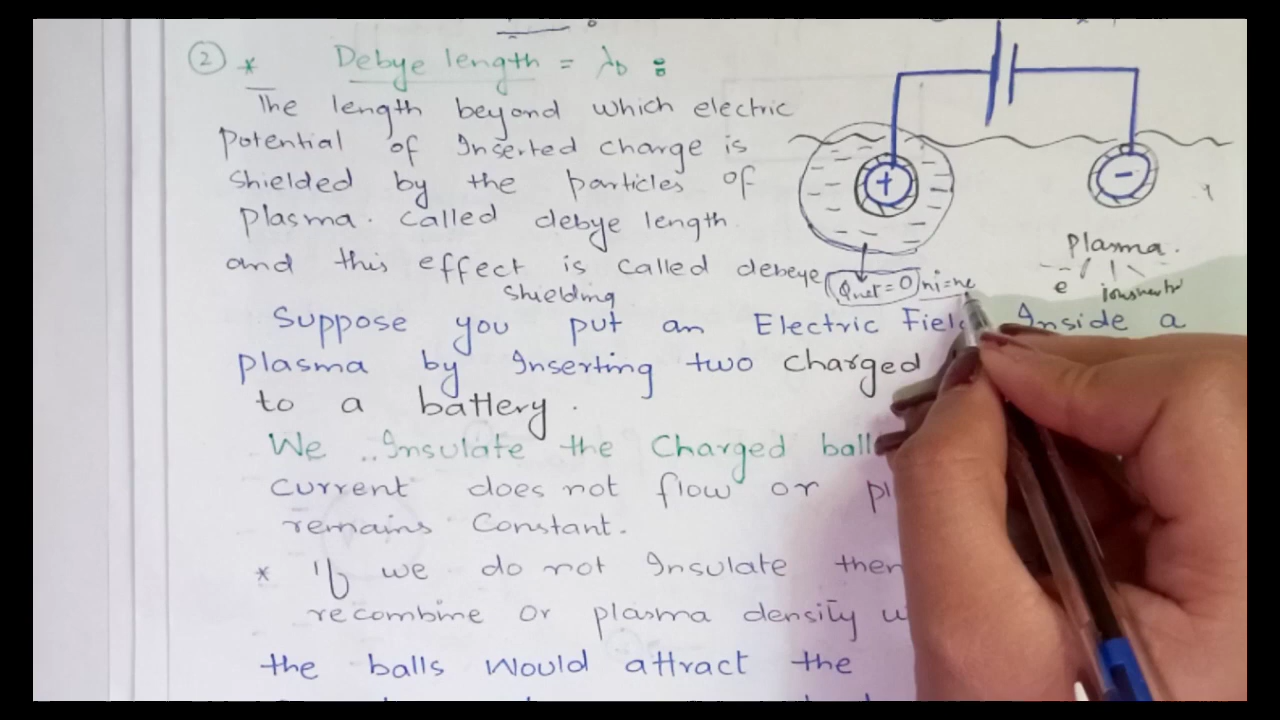 ② * Debye length = λD :
The length beyond which electric
potential of Inserted charge is
shielded by the particles of
plasma. called debye length
and this effect is called debeye
shielding
Suppose you put an Electric Field Inside a
plasma by Inserting two charged
to a battery.
We Insulate the Charged ball
current does not flow or pl
remains Constant.
* If we do not Insulate then
recombine or plasma density w
the balls would attract the
+
-
Qnet = 0 ni = ne
plasma.
e